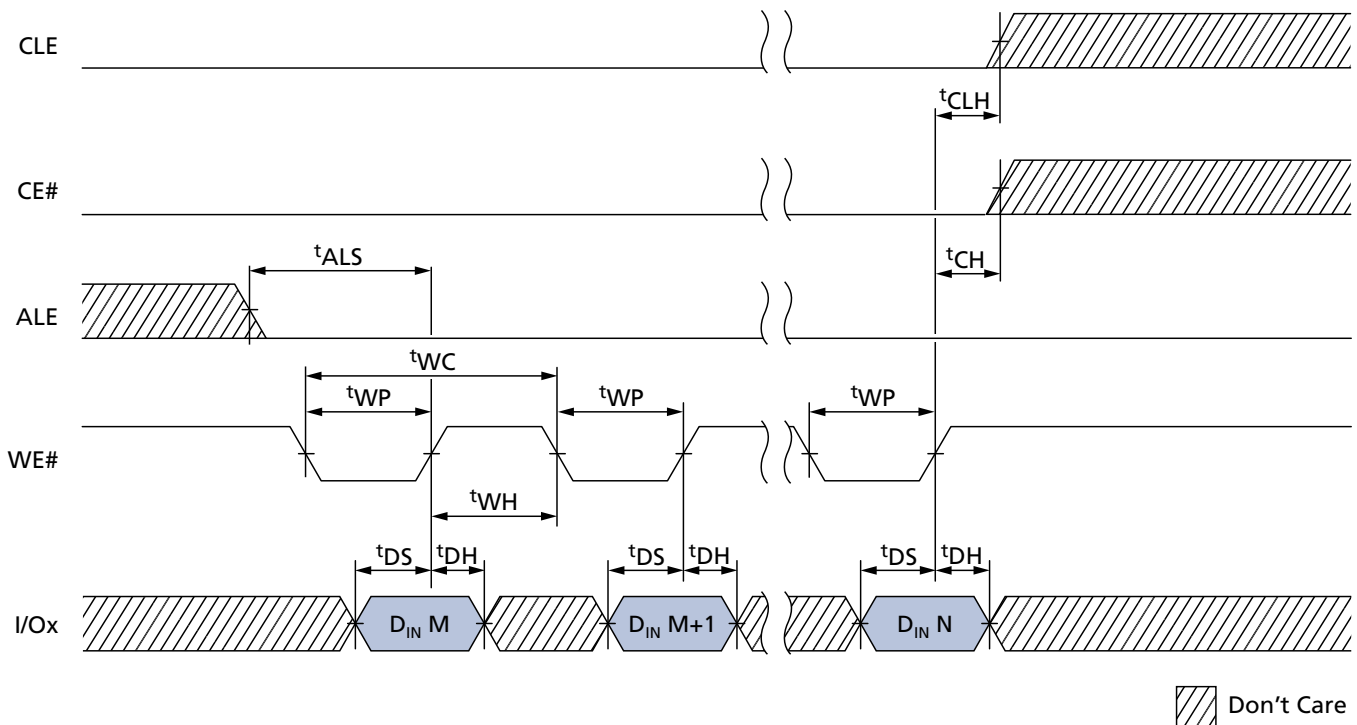 CLE
tCLH
CE#
tALS
tCH
ALE
tWC
tWP tWP tWP
WE#
tWH
tDS tDH tDS tDH tDS tDH
I/Ox DIN M DIN M+1 DIN N
Don't Care